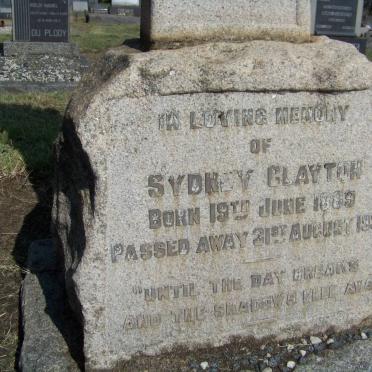 DU PLOOY
IN LOVING MEMORY
OF
SYDNEY CLAYTON
BORN 19TH JUNE
PASSED AWAY 31ST AUGUST
"UNTIL THE DAY BREAKS
AND THE SHADOWS FLEE